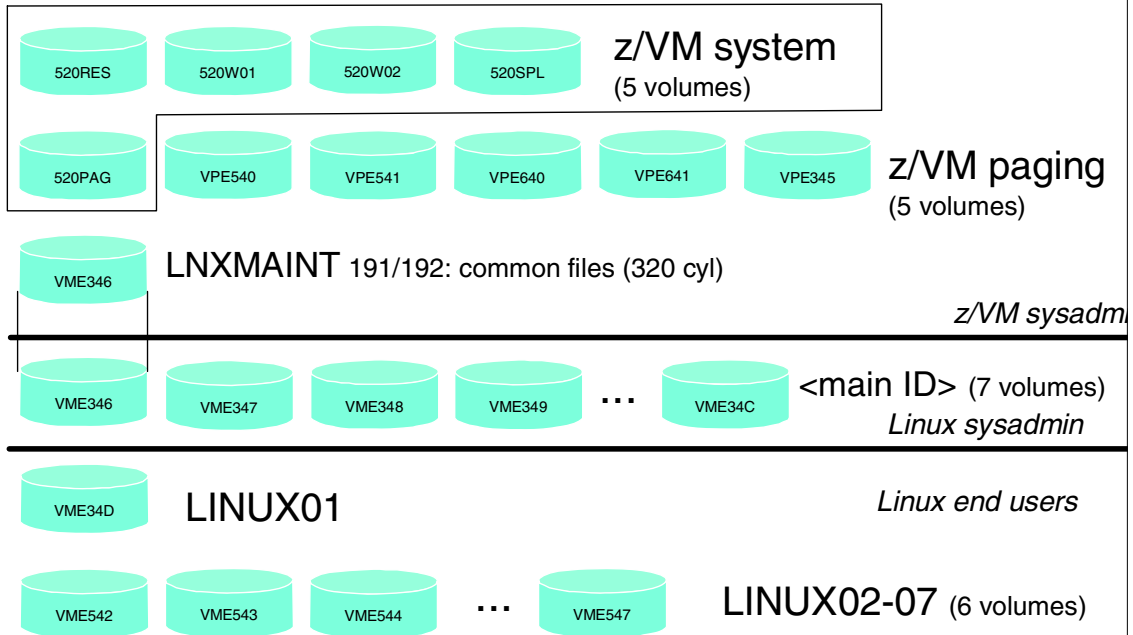 520RES 520W01 520W02 520SPL z/VM system
(5 volumes)
520PAG VPE540 VPE541 VPE640 VPE641 VPE345 z/VM paging
(5 volumes)
VME346 LNXMAINT 191/192: common files (320 cyl)
z/VM sysadmi
VME346 VME347 VME348 VME349 ... VME34C <main ID> (7 volumes)
Linux sysadmin
VME34D LINUX01 Linux end users
VME542 VME543 VME544 ... VME547 LINUX02-07 (6 volumes)